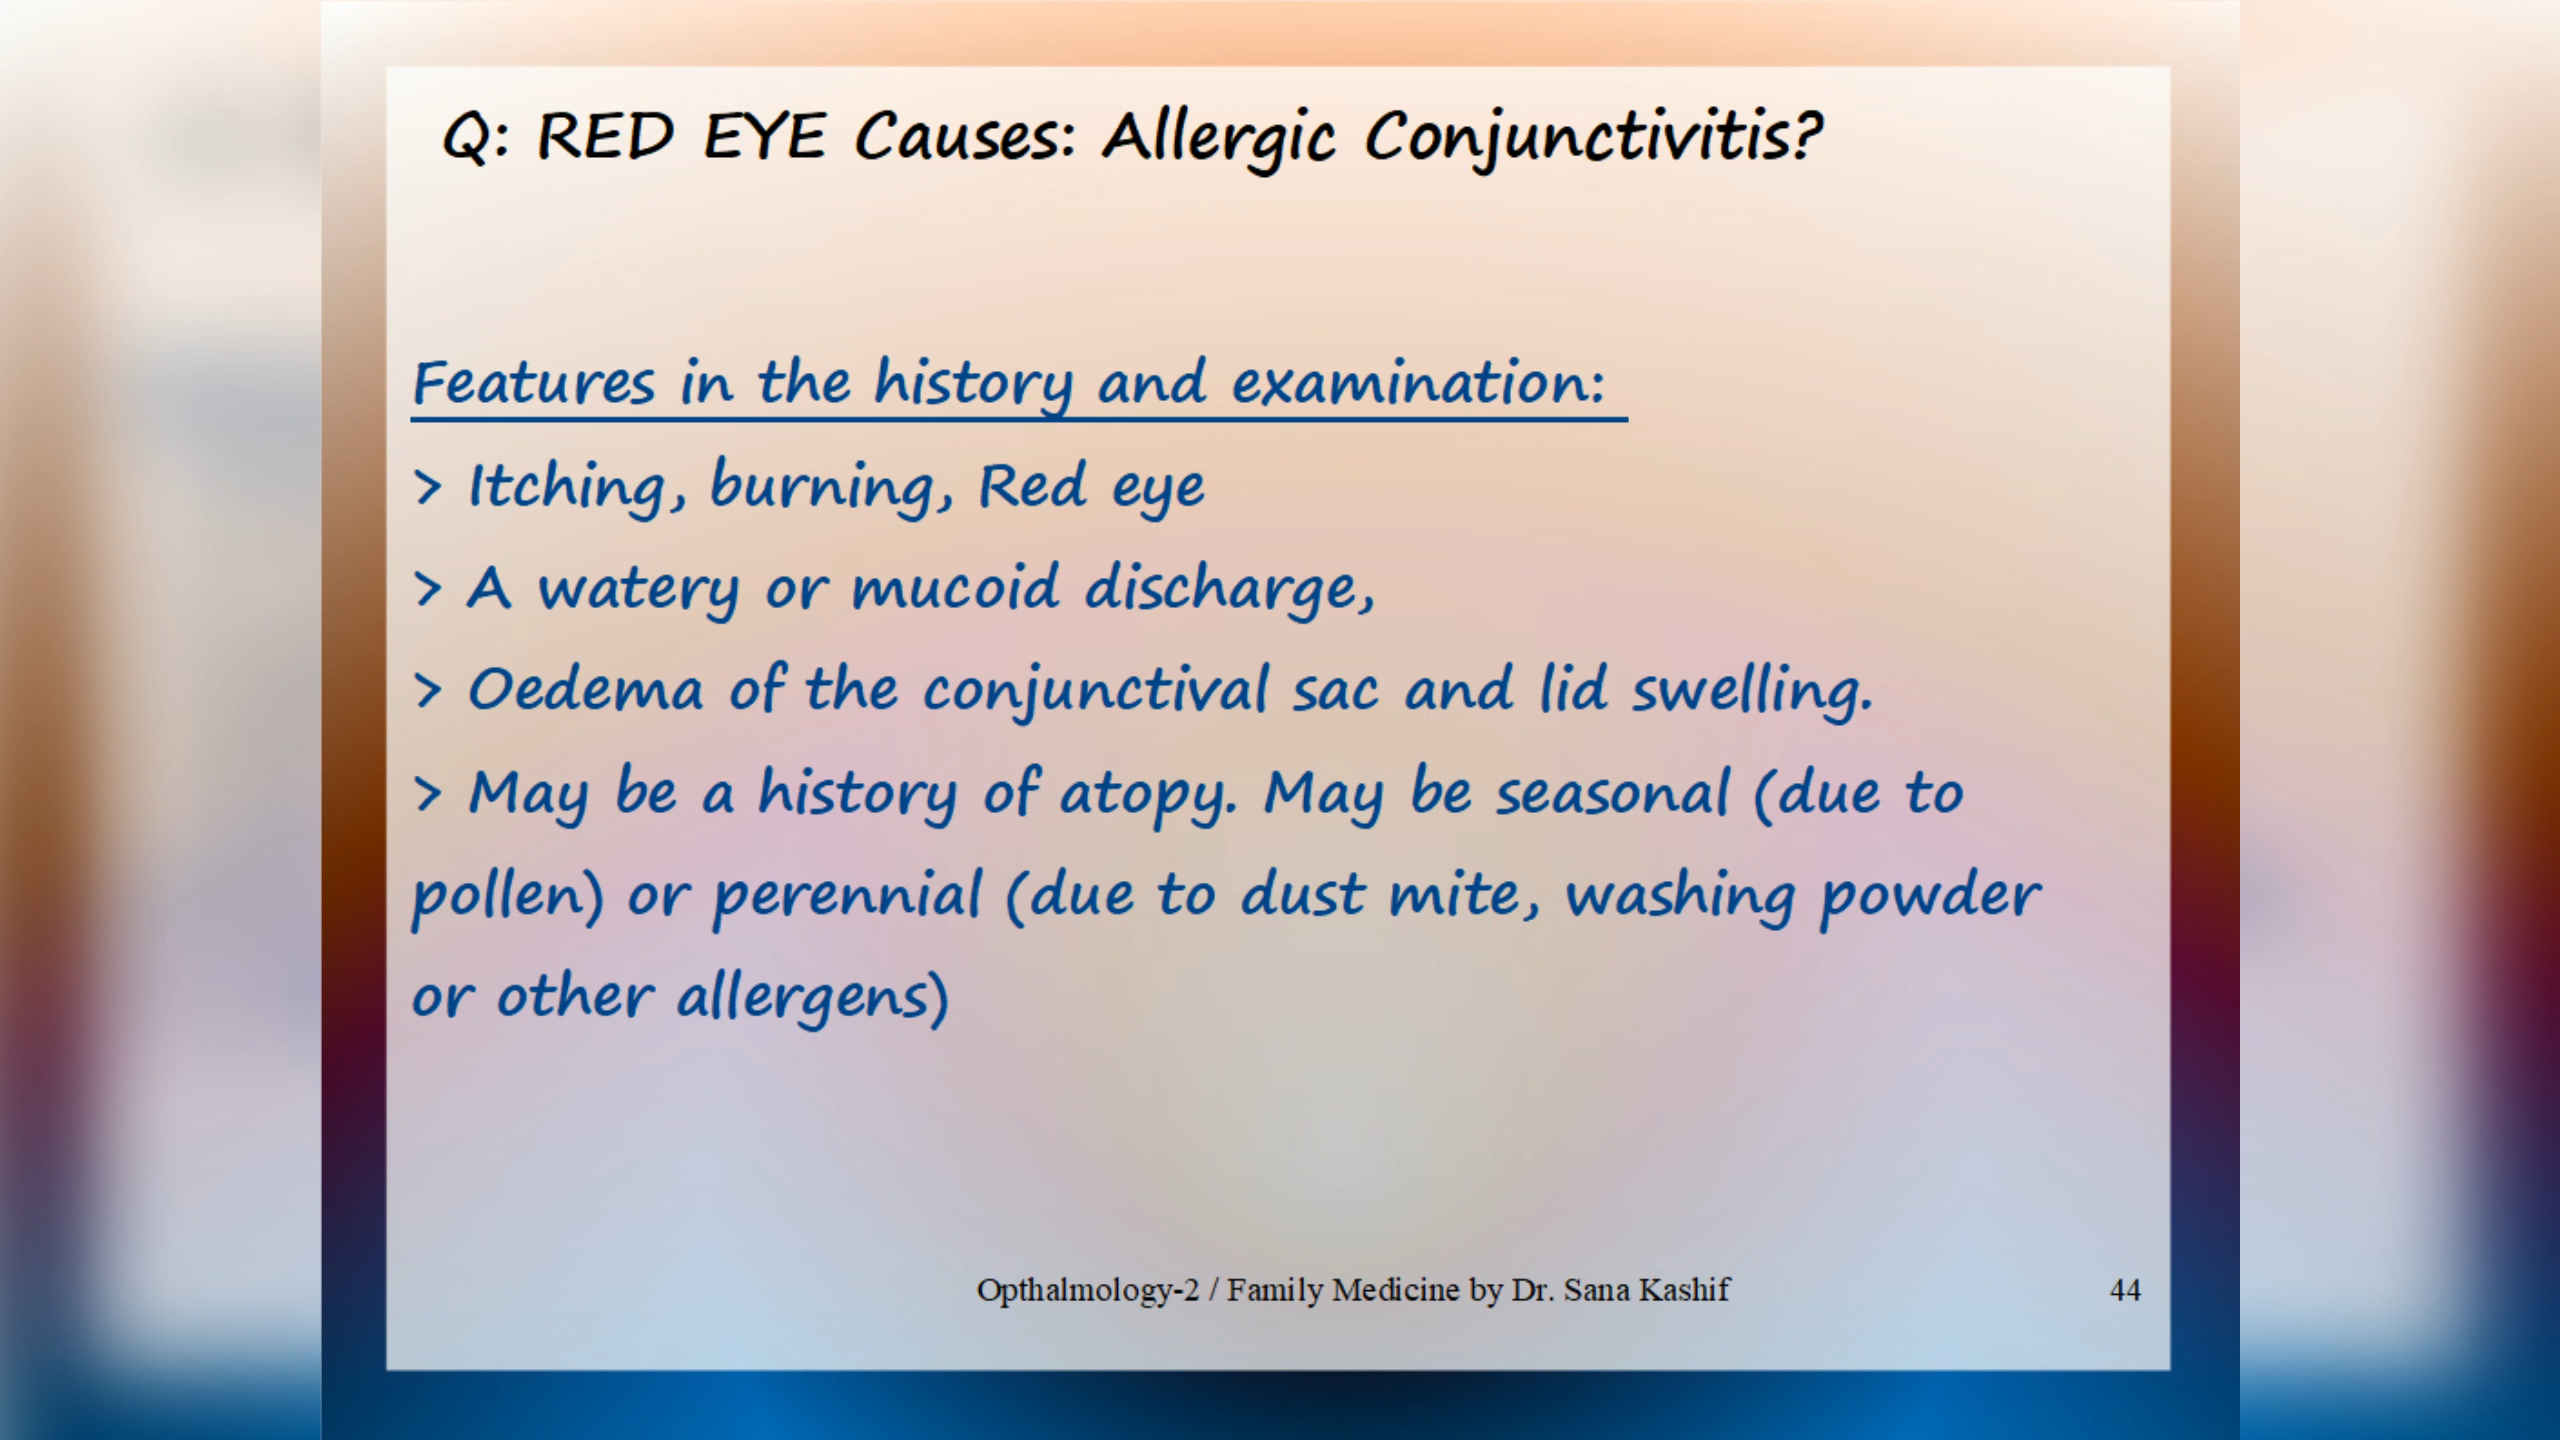 Q: RED EYE Causes: Allergic Conjunctivitis?
Features in the history and examination:
> Itching, burning, Red eye
> A watery or mucoid discharge,
> Oedema of the conjunctival sac and lid swelling.
> May be a history of atopy. May be seasonal (due to
pollen) or perennial (due to dust mite, washing powder
or other allergens)
Opthalmology-2 / Family Medicine by Dr. Sana Kashif
44